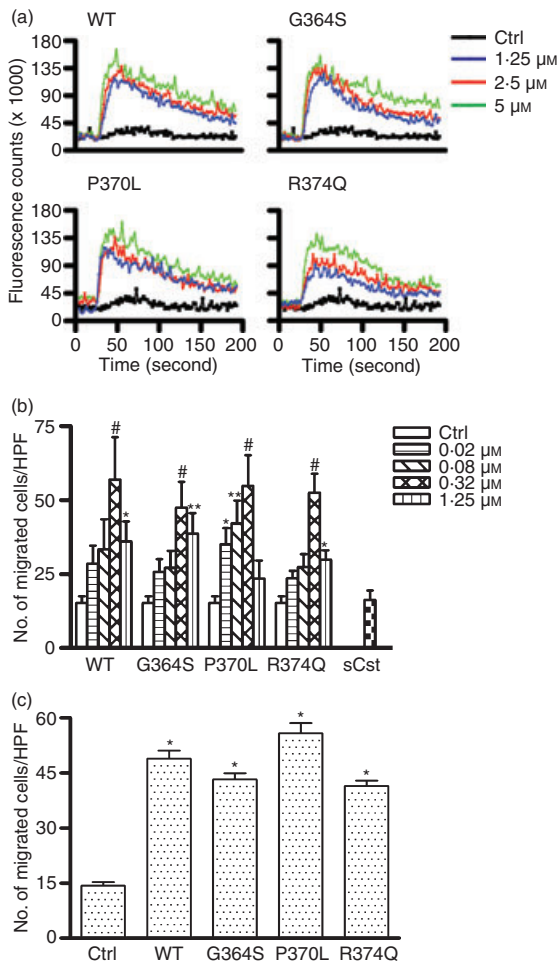 (a)
WT
G364S
Ctrl
1·25 μM
2·5 μM
5 μM
180
135
90
45
0
P370L
R374Q
180
135
90
45
0
Fluorescence counts (x 1000)
0 50 100 150 200
0 50 100 150 200
Time (second)
Time (second)
(b)
75
50
25
0
No. of migrated cells/HPF
# * # ** * ** # # *
Ctrl
0·02 μM
0·08 μM
0·32 μM
1·25 μM
WT G364S P370L R374Q sCst
(c)
60
45
30
15
0
No. of migrated cells/HPF
* * * *
Ctrl WT G364S P370L R374Q